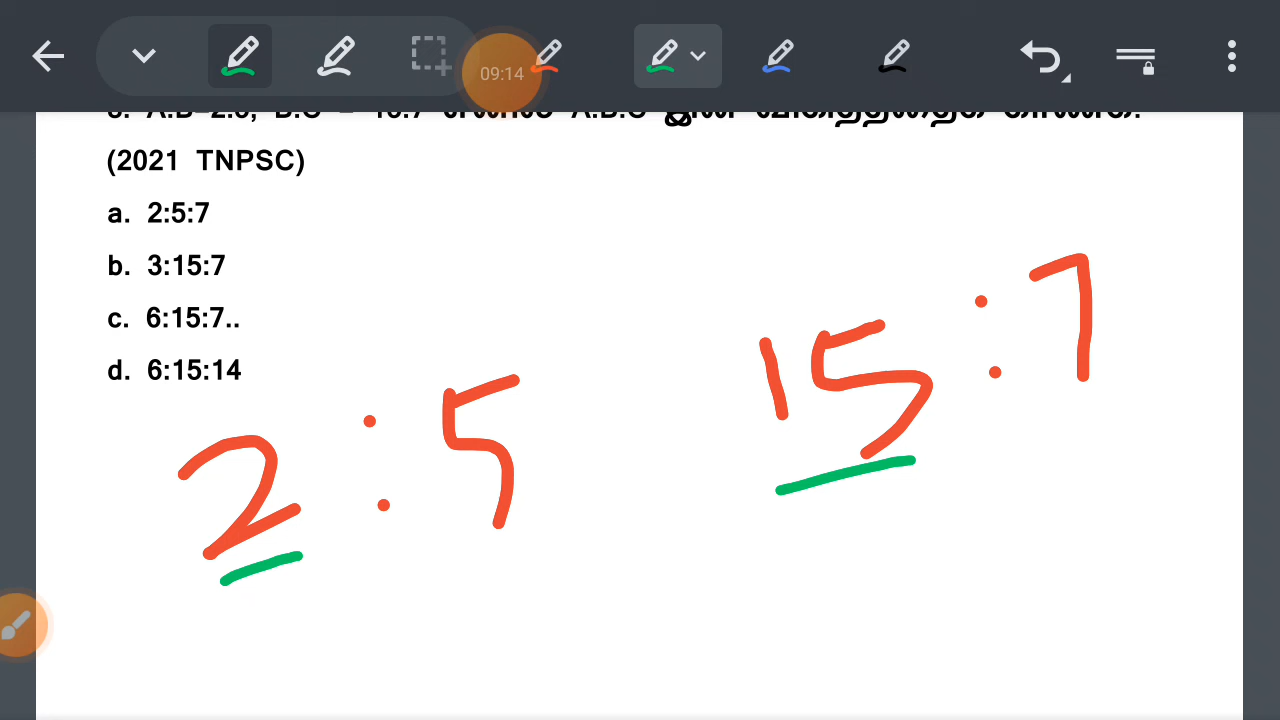 09:14
(2021 TNPSC)
a. 2:5:7
b. 3:15:7
c. 6:15:7..
d. 6:15:14
2 : 5
15 : 7